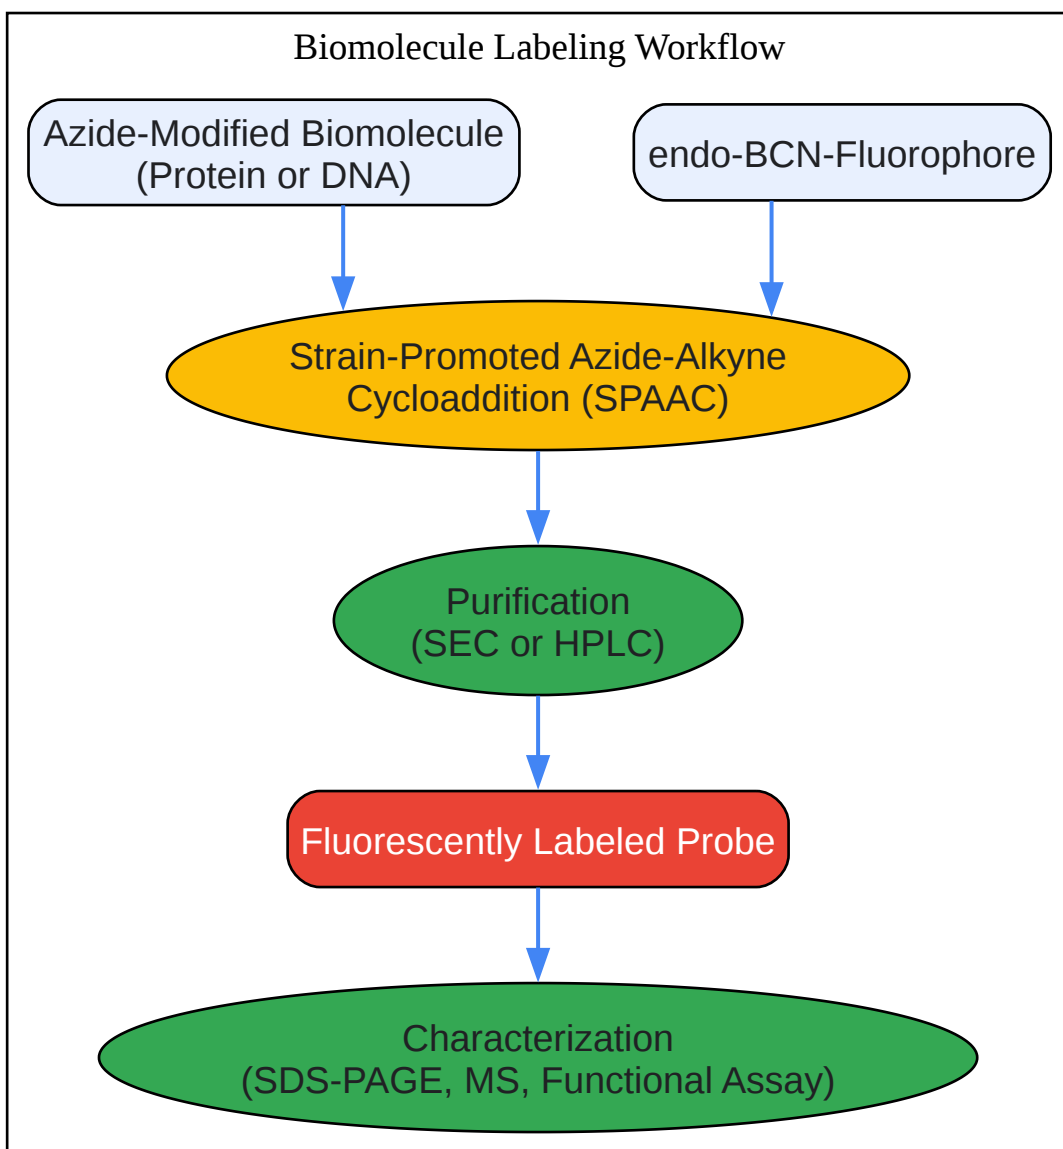 Biomolecule Labeling Workflow
Azide-Modified Biomolecule
(Protein or DNA)
endo-BCN-Fluorophore
Strain-Promoted Azide-Alkyne
Cycloaddition (SPAAC)
Purification
(SEC or HPLC)
Fluorescently Labeled Probe
Characterization
(SDS-PAGE, MS, Functional Assay)